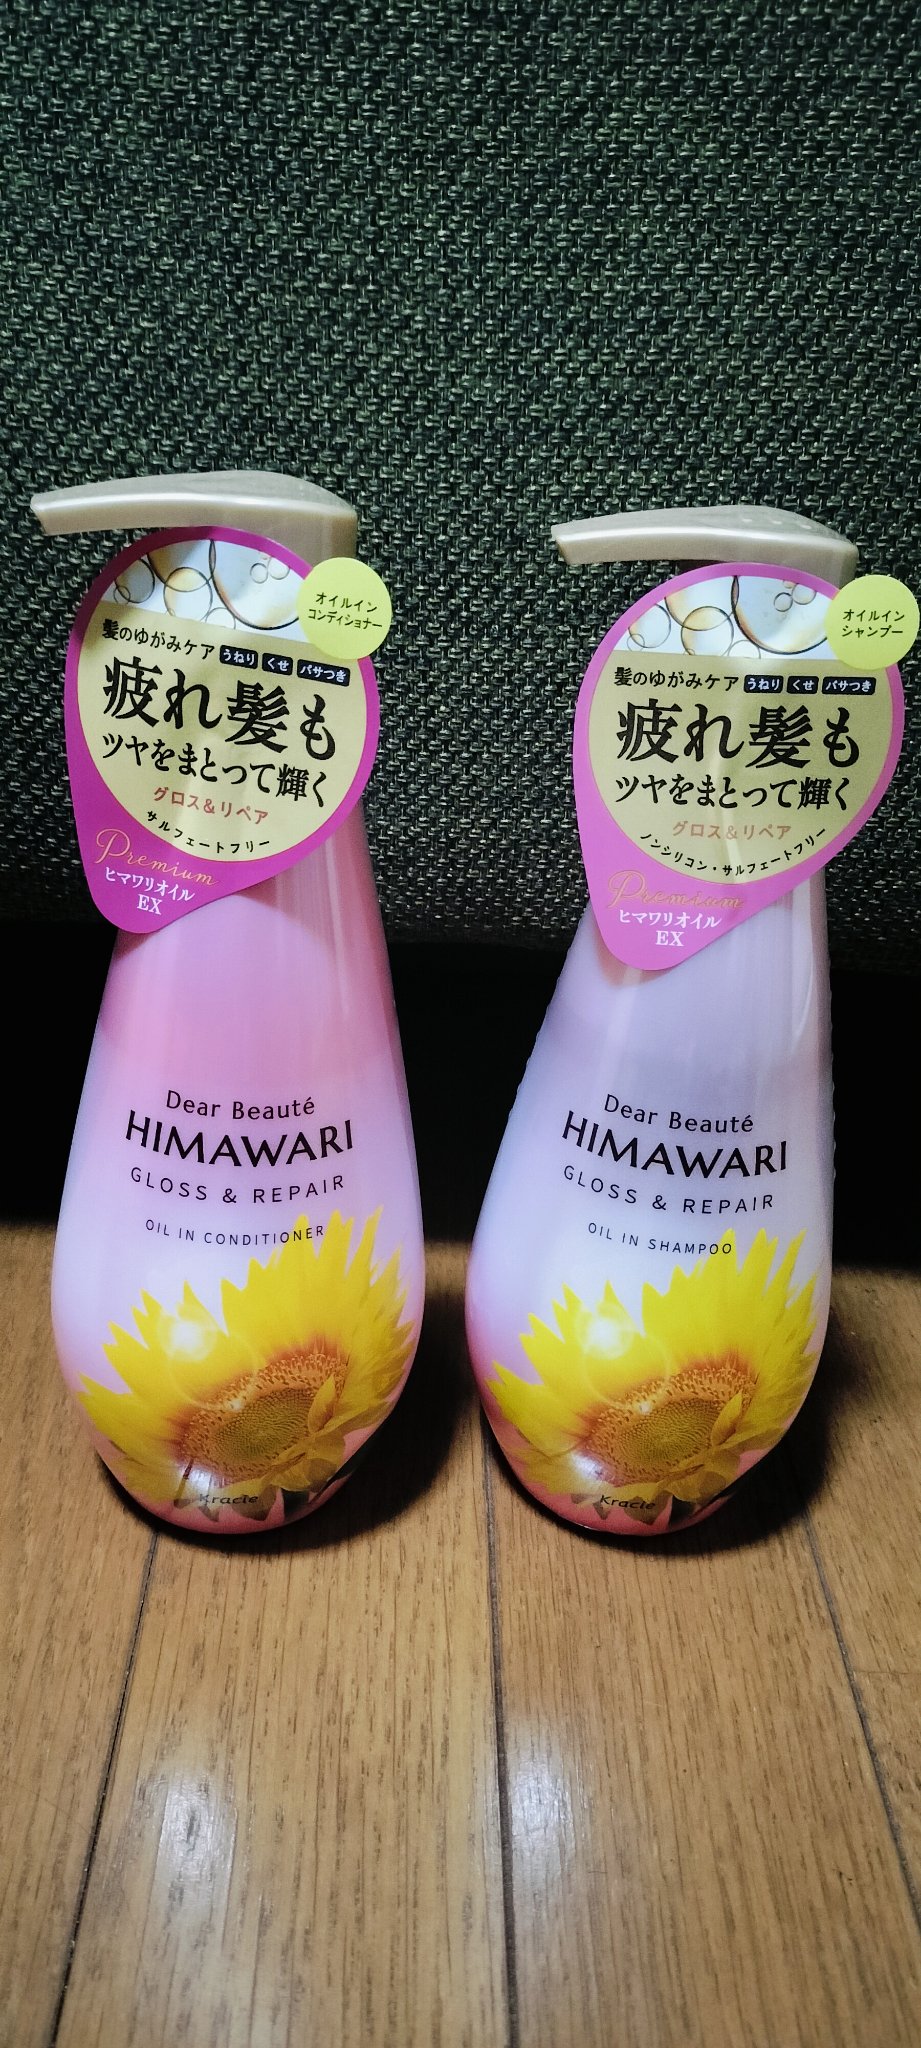 オイルイン
コンディショナー
髪のゆがみケア うねり くせ パサつき
疲れ髪も
ツヤをまとって輝く
グロス&リペア
サルフェートフリー
Premium
ヒマワリオイル
EX
Dear Beauté
HIMAWARI
GLOSS & REPAIR
OIL IN CONDITIONER
Kracie
オイルイン
シャンプー
髪のゆがみケア うねり くせ パサつき
疲れ髪も
ツヤをまとって輝く
グロス&リペア
ノンシリコン・サルフェートフリー
Premium
ヒマワリオイル
EX
Dear Beauté
HIMAWARI
GLOSS & REPAIR
OIL IN SHAMPOO
Kracie